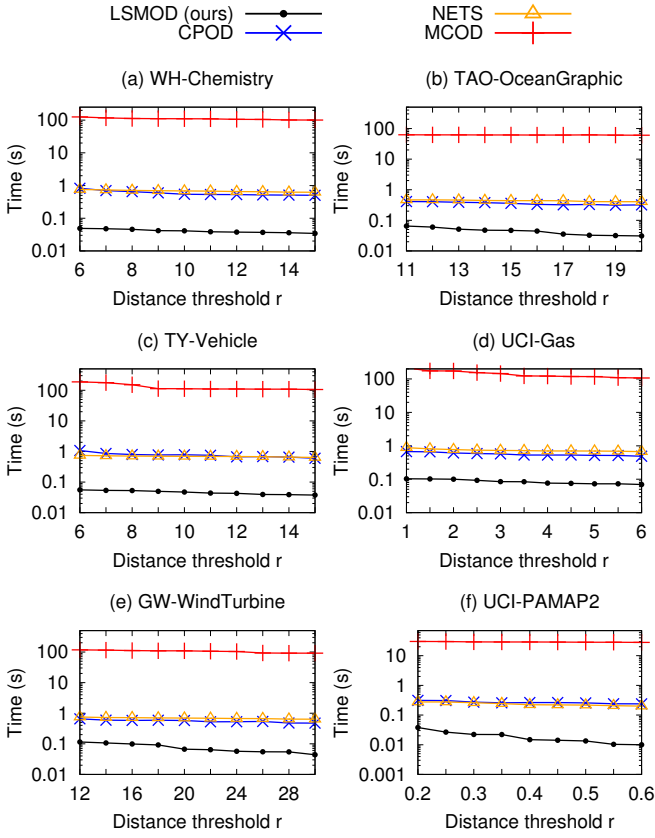 LSMOD (ours)
CPOD
NETS
MCOD
(a) WH-Chemistry
Time (s)
100
10
1
0.1
0.01
6 8 10 12 14
Distance threshold r
(b) TAO-OceanGraphic
Time (s)
100
10
1
0.1
0.01
11 13 15 17 19
Distance threshold r
(c) TY-Vehicle
Time (s)
100
10
1
0.1
0.01
6 8 10 12 14
Distance threshold r
(d) UCI-Gas
Time (s)
100
10
1
0.1
0.01
1 2 3 4 5 6
Distance threshold r
(e) GW-WindTurbine
Time (s)
100
10
1
0.1
0.01
12 16 20 24 28
Distance threshold r
(f) UCI-PAMAP2
Time (s)
10
1
0.1
0.01
0.001
0.2 0.3 0.4 0.5 0.6
Distance threshold r